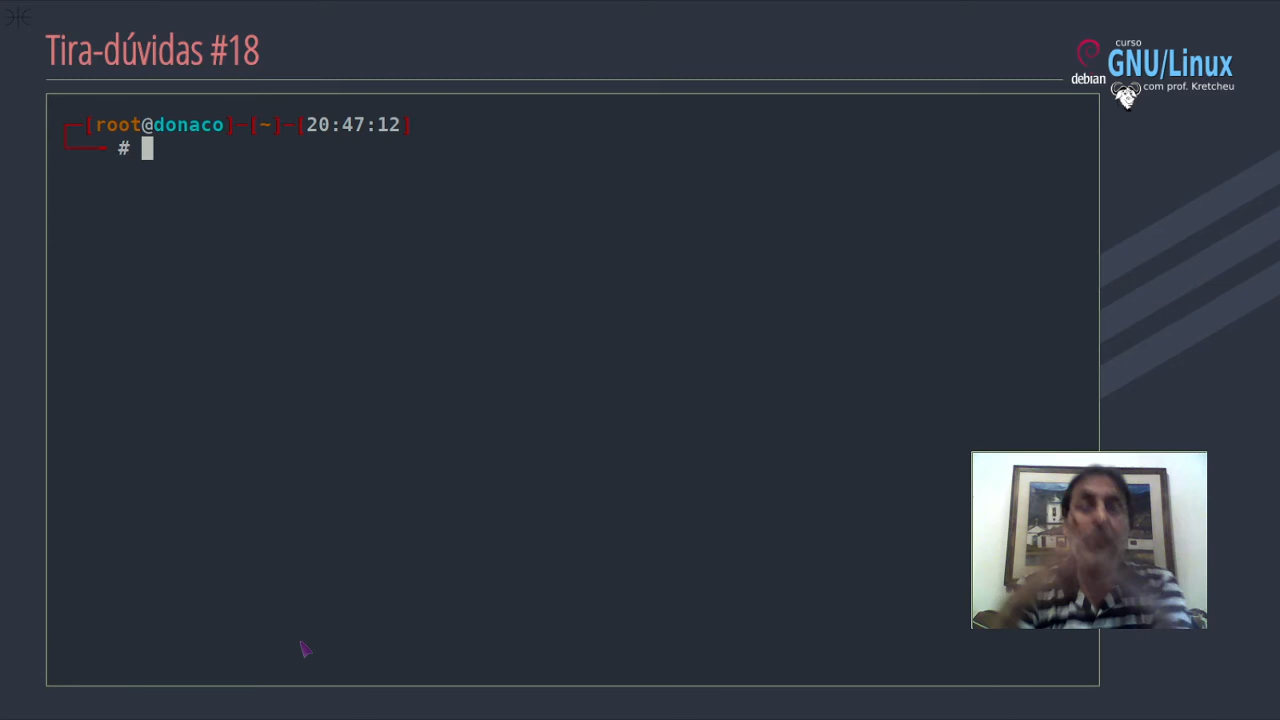 Tira-dúvidas #18
curso
GNU/Linux
debian
com prof. Kretcheu
[root@donaco]-[~]-[20:47:12]
#